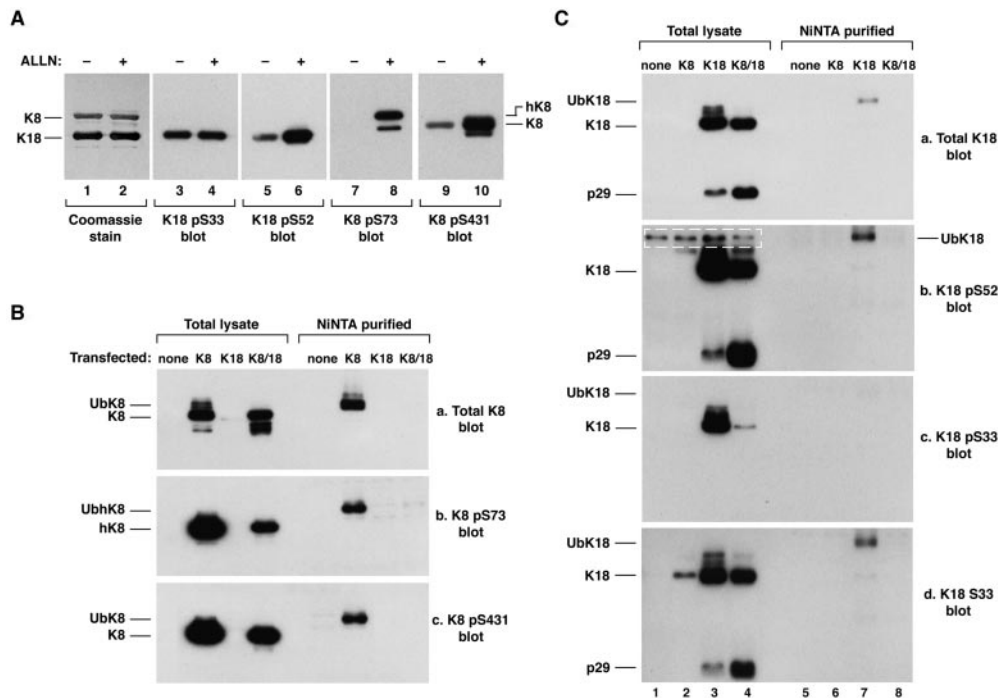 A
ALLN: – + – + – + – + – +
K8
K18
hK8
K8
1 2 3 4 5 6 7 8 9 10
Coomassie stain
K18 pS33 blot
K18 pS52 blot
K8 pS73 blot
K8 pS431 blot
B
Total lysate NiNTA purified
Transfected: none K8 K18 K8/18 none K8 K18 K8/18
UbK8
K8
a. Total K8
blot
UbhK8
hK8
b. K8 pS73
blot
UbK8
K8
c. K8 pS431
blot
C
Total lysate NiNTA purified
none K8 K18 K8/18 none K8 K18 K8/18
UbK18
K18
p29
a. Total K18
blot
UbK18
K18
p29
b. K18 pS52
blot
UbK18
K18
c. K18 pS33
blot
UbK18
K18
p29
d. K18 S33
blot
1 2 3 4 5 6 7 8